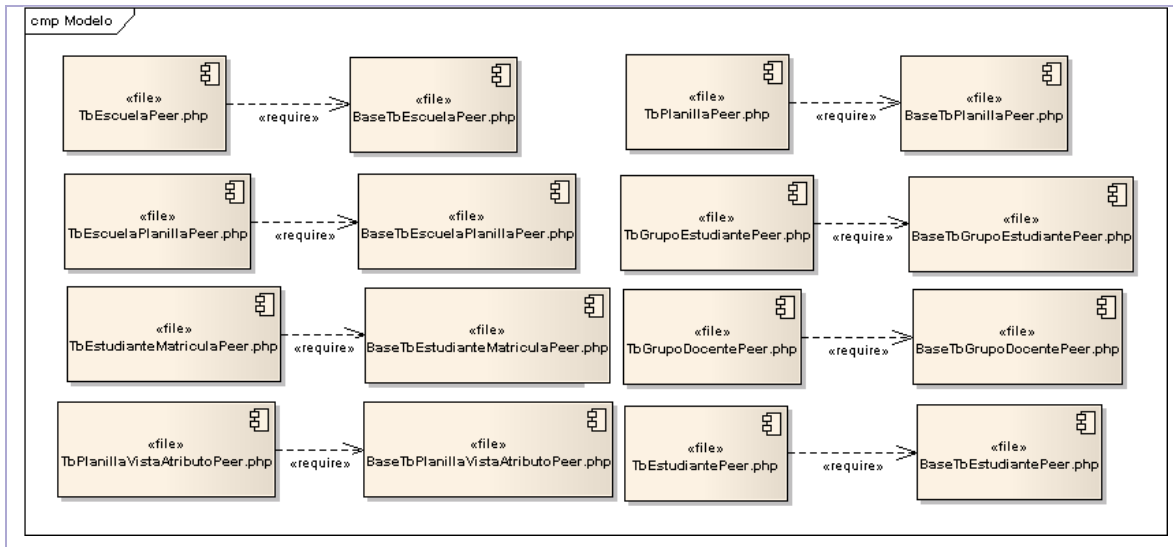 cmp Modelo
«file»
TbEscuelaPeer.php
«require»
«file»
BaseTbEscuelaPeer.php
«file»
TbPlanillaPeer.php
«require»
«file»
BaseTbPlanillaPeer.php
«file»
TbEscuelaPlanillaPeer.php
«require»
«file»
BaseTbEscuelaPlanillaPeer.php
«file»
TbGrupoEstudiantePeer.php
«require»
«file»
BaseTbGrupoEstudiantePeer.php
«file»
TbEstudianteMatriculaPeer.php
«require»
«file»
BaseTbEstudianteMatriculaPeer.php
«file»
TbGrupoDocentePeer.php
«require»
«file»
BaseTbGrupoDocentePeer.php
«file»
TbPlanillaVistaAtributoPeer.php
«require»
«file»
BaseTbPlanillaVistaAtributoPeer.php
«file»
TbEstudiantePeer.php
«require»
«file»
BaseTbEstudiantePeer.php